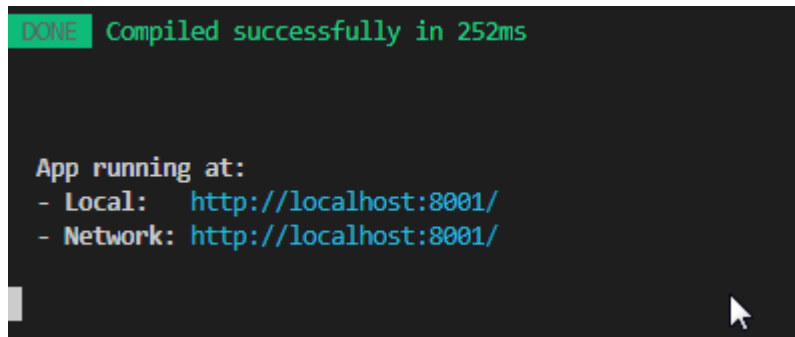 DONE Compiled successfully in 252ms
App running at:
- Local: http://localhost:8001/
- Network: http://localhost:8001/